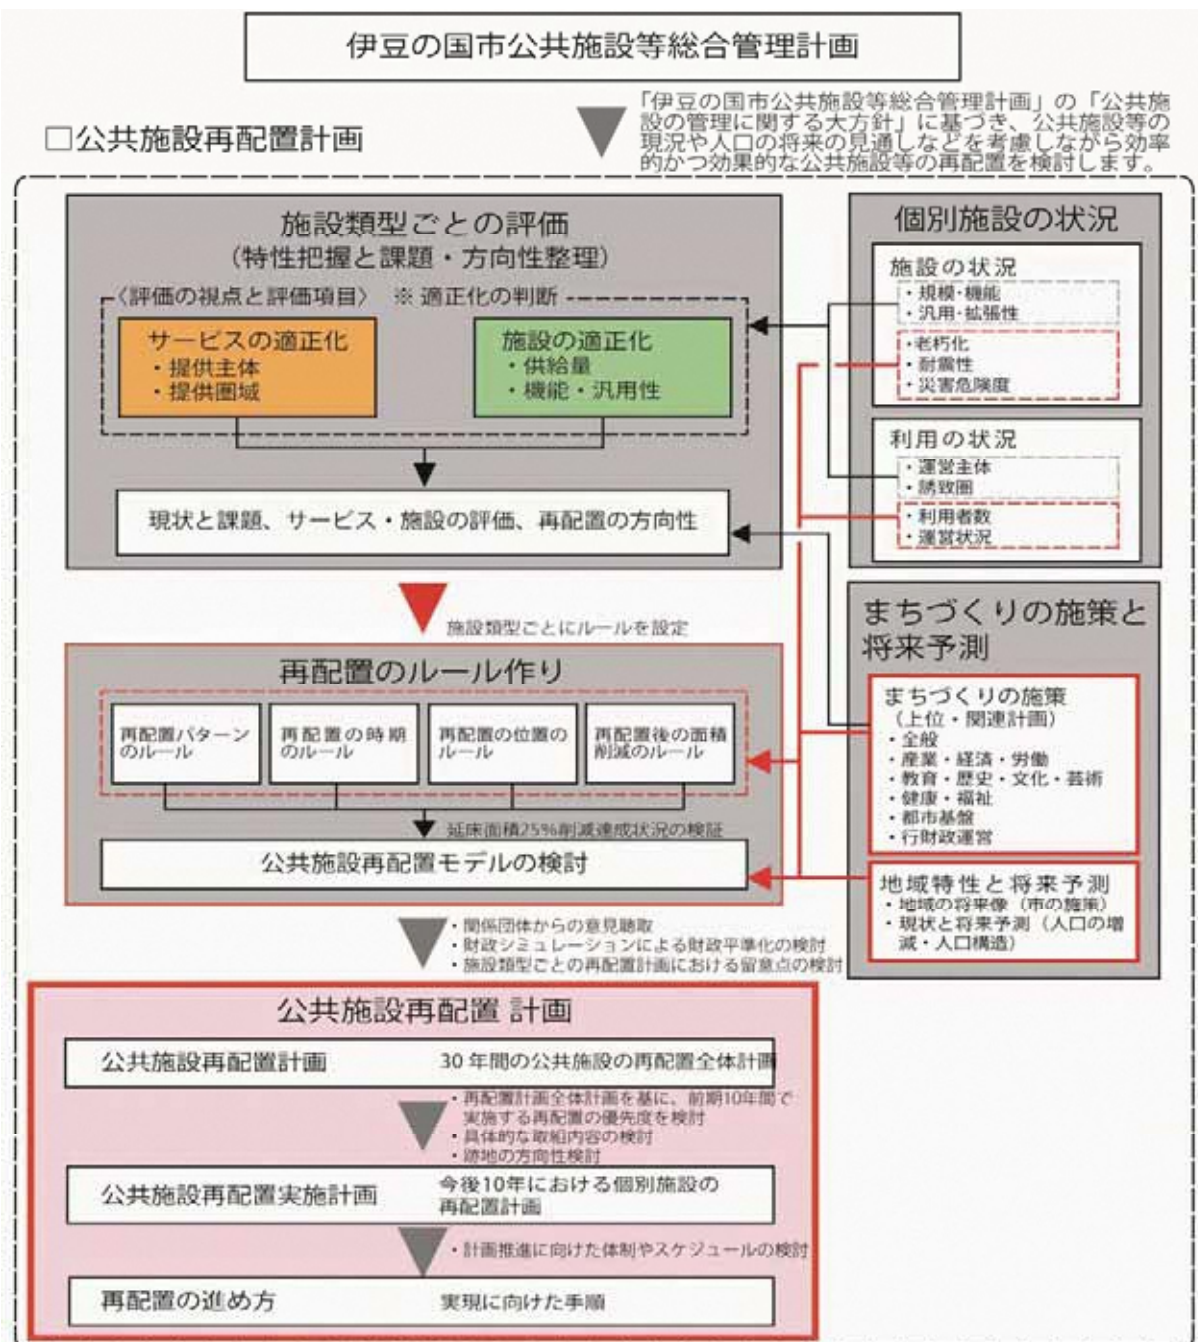 伊豆の国市公共施設等総合管理計画
「伊豆の国市公共施設等総合管理計画」の「公共施
設の管理に関する大方針」に基づき、公共施設等の
現況や人口の将来の見通しなどを考慮しながら効率
的かつ効果的な公共施設等の再配置を検討します。
□公共施設再配置計画
施設類型ごとの評価
(特性把握と課題・方向性整理)
〈評価の視点と評価項目〉 ※ 適正化の判断
サービスの適正化
・提供主体
・提供圏域
施設の適正化
・供給量
・機能・汎用性
現状と課題、サービス・施設の評価、再配置の方向性
個別施設の状況
施設の状況
・規模・機能
・汎用・拡張性
・老朽化
・耐震性
・災害危険度
利用の状況
・運営主体
・誘致圏
・利用者数
・運営状況
施設類型ごとにルールを設定
再配置のルール作り
再配置パターン
のルール
再配置の時期
のルール
再配置の位置の
ルール
再配置後の面積
削減のルール
延床面積25%削減達成状況の検証
公共施設再配置モデルの検討
まちづくりの施策と
将来予測
まちづくりの施策
(上位・関連計画)
・全般
・産業・経済・労働
・教育・歴史・文化・芸術
・健康・福祉
・都市基盤
・行財政運営
地域特性と将来予測
・地域の将来像(市の施策)
・現状と将来予測(人口の増
減・人口構造)
・関係団体からの意見聴取
・財政シミュレーションによる財政平準化の検討
・施設類型ごとの再配置計画における留意点の検討
公共施設再配置 計画
公共施設再配置計画 30 年間の公共施設の再配置全体計画
・再配置計画全体計画を基に、前期10年間で
実施する再配置の優先度を検討
・具体的な取組内容の検討
・跡地の方向性検討
公共施設再配置実施計画 今後10年における個別施設の
再配置計画
・計画推進に向けた体制やスケジュールの検討
再配置の進め方 実現に向けた手順